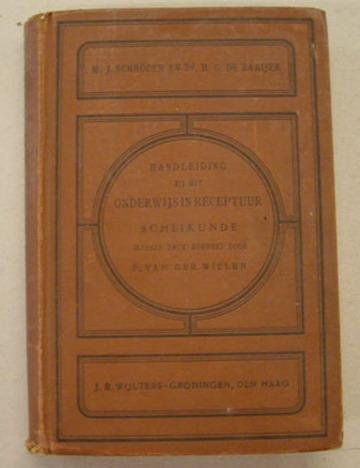 M. J. SCHRÖDER EN Dr. H. G. DE ZAAIJER
HANDLEIDING
BIJ HET
ONDERWIJS IN RECEPTUUR
SCHEIKUNDE
DOOR
P. VAN DER WIELEN
J. B. WOLTERS-GRONINGEN, DEN HAAG